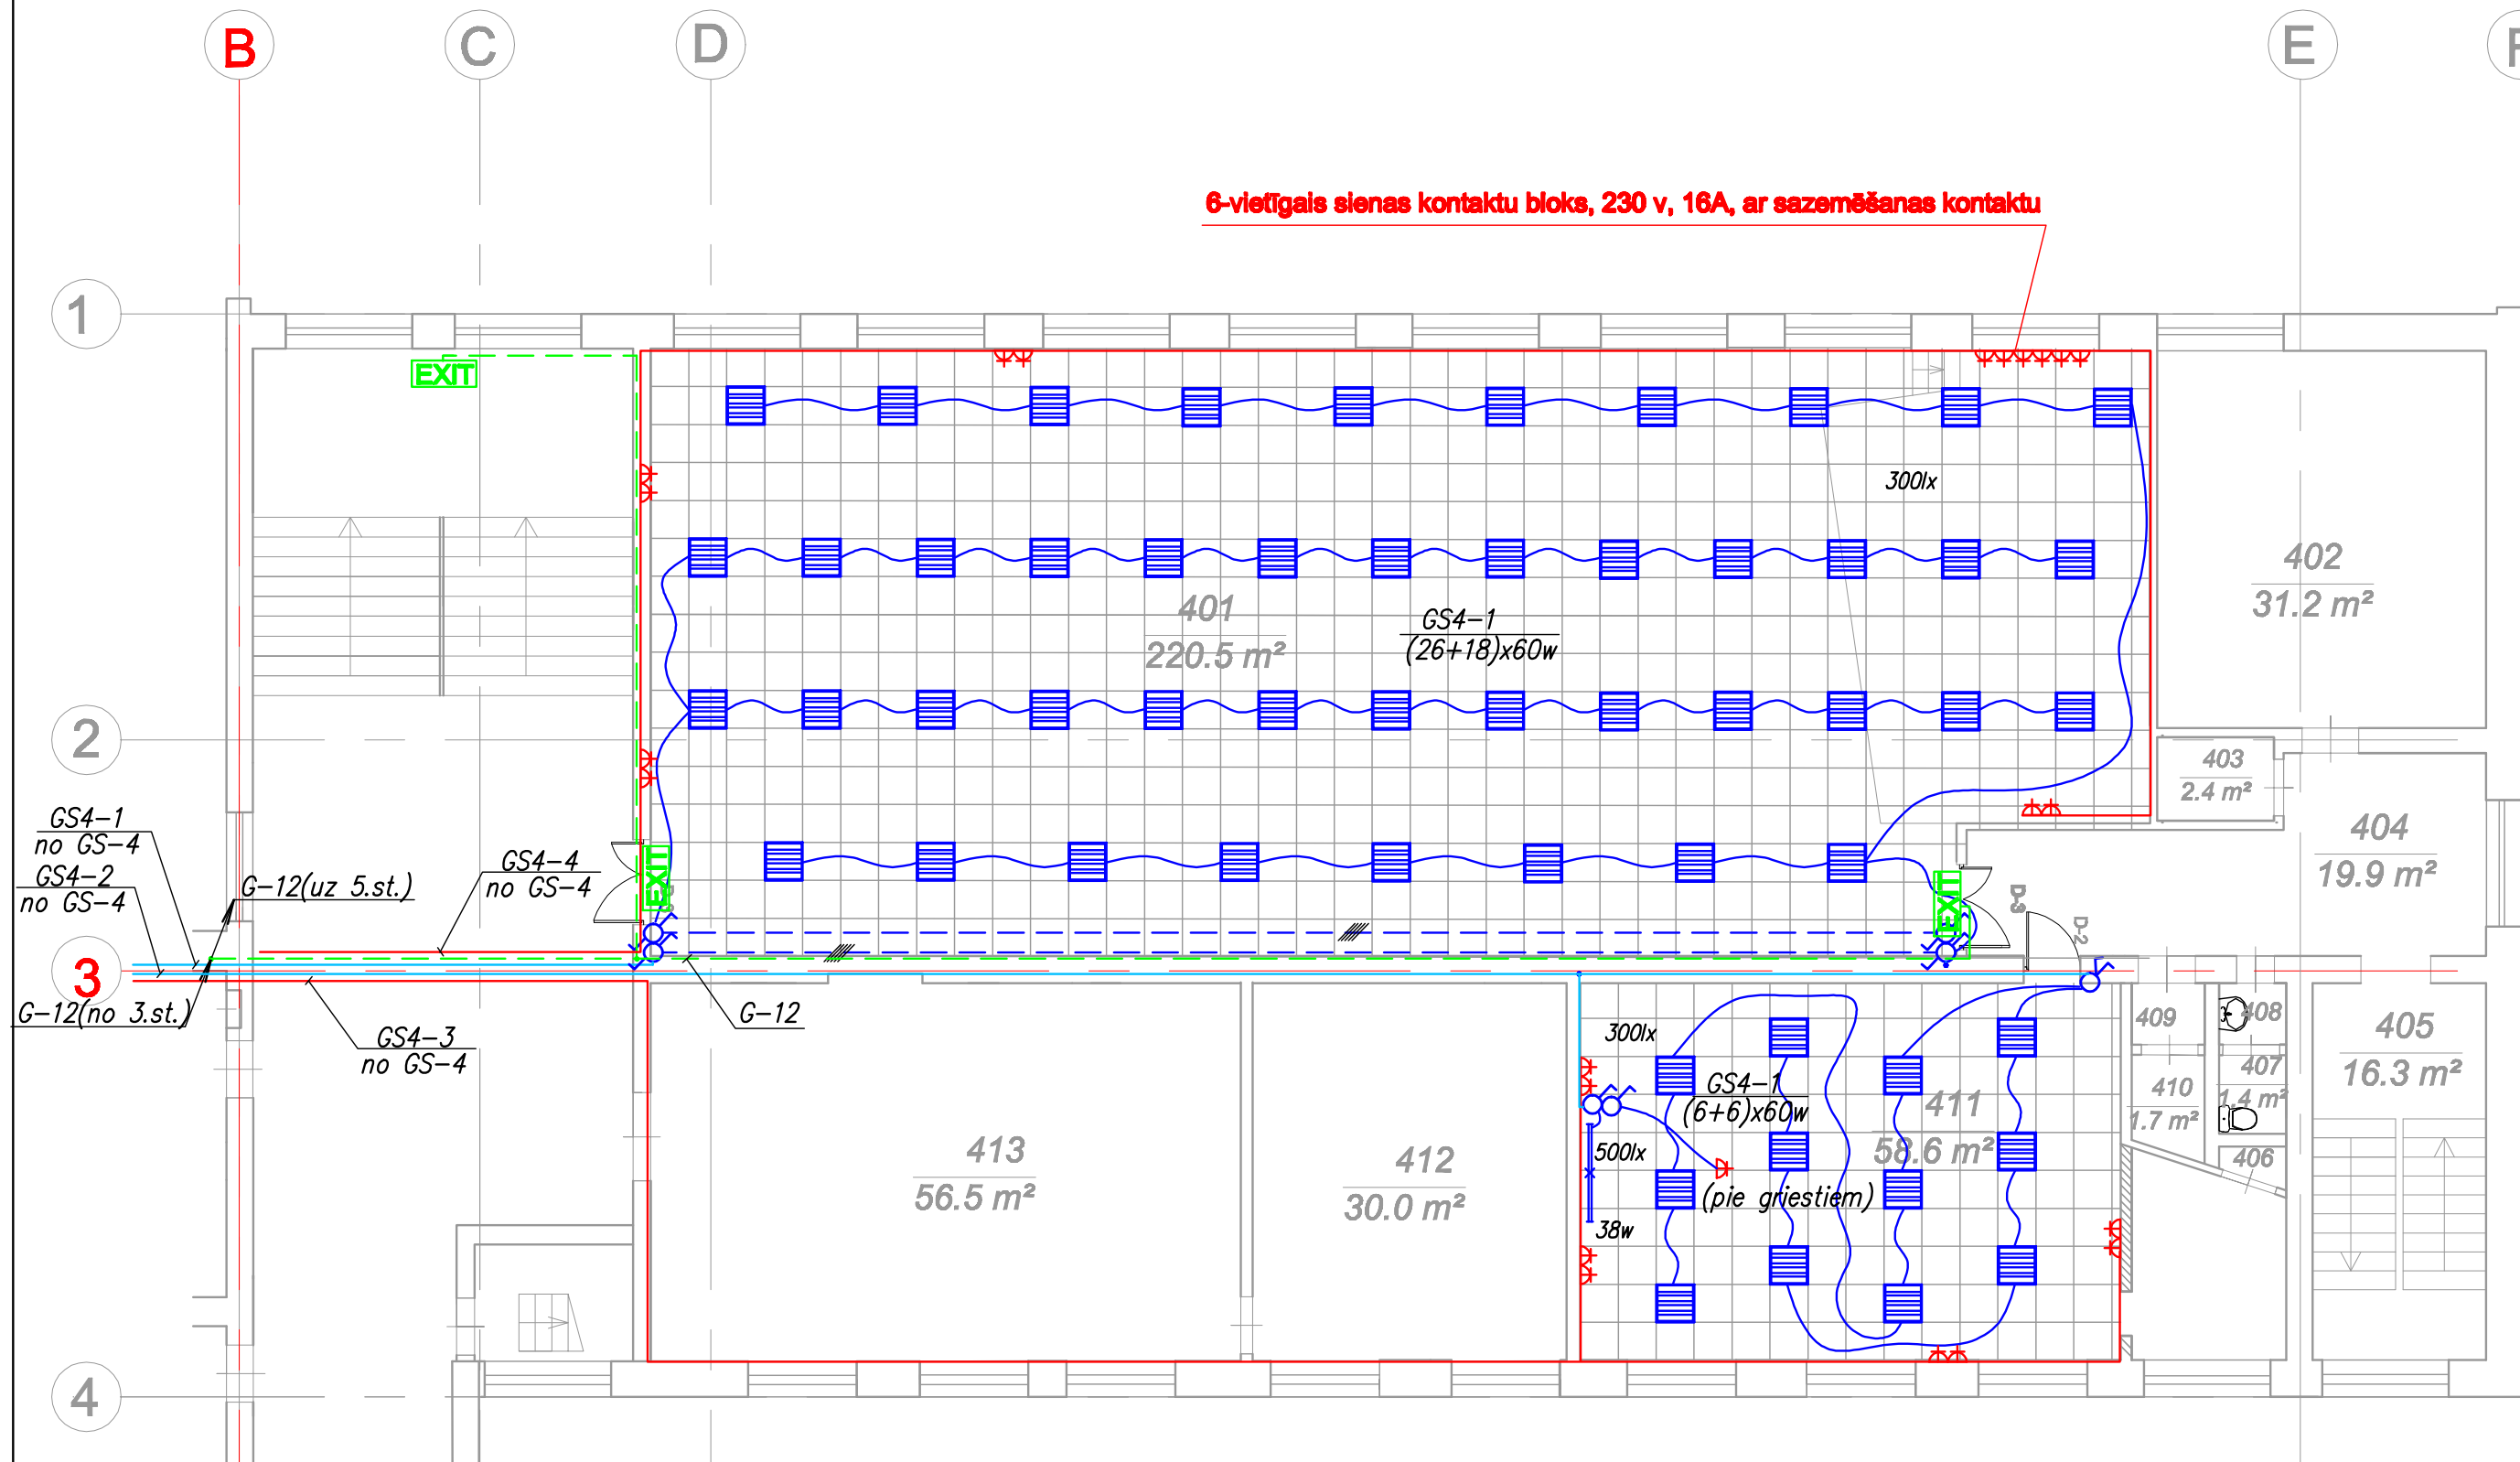 B
C
D
E
F
6-vietīgais sienas kontaktu bloks, 230 v, 16A, ar sazemēšanas kontaktu
1
EXIT
300lx
402
31.2 m²
401
220.5 m²
GS4-1
(26+18)x60w
2
403
2.4 m²
GS4-1
no GS-4
GS4-2
no GS-4
G-12(uz 5.st.)
GS4-4
no GS-4
EXIT
EXIT
D-3
D-2
404
19.9 m²
3
G-12(no 3.st.)
GS4-3
no GS-4
G-12
300lx
GS4-1
(6+6)x60w
411
58.6 m²
500lx
38w
(pie griestiem)
409
408
410
1.7 m²
407
1.4 m²
406
405
16.3 m²
413
56.5 m²
412
30.0 m²
4